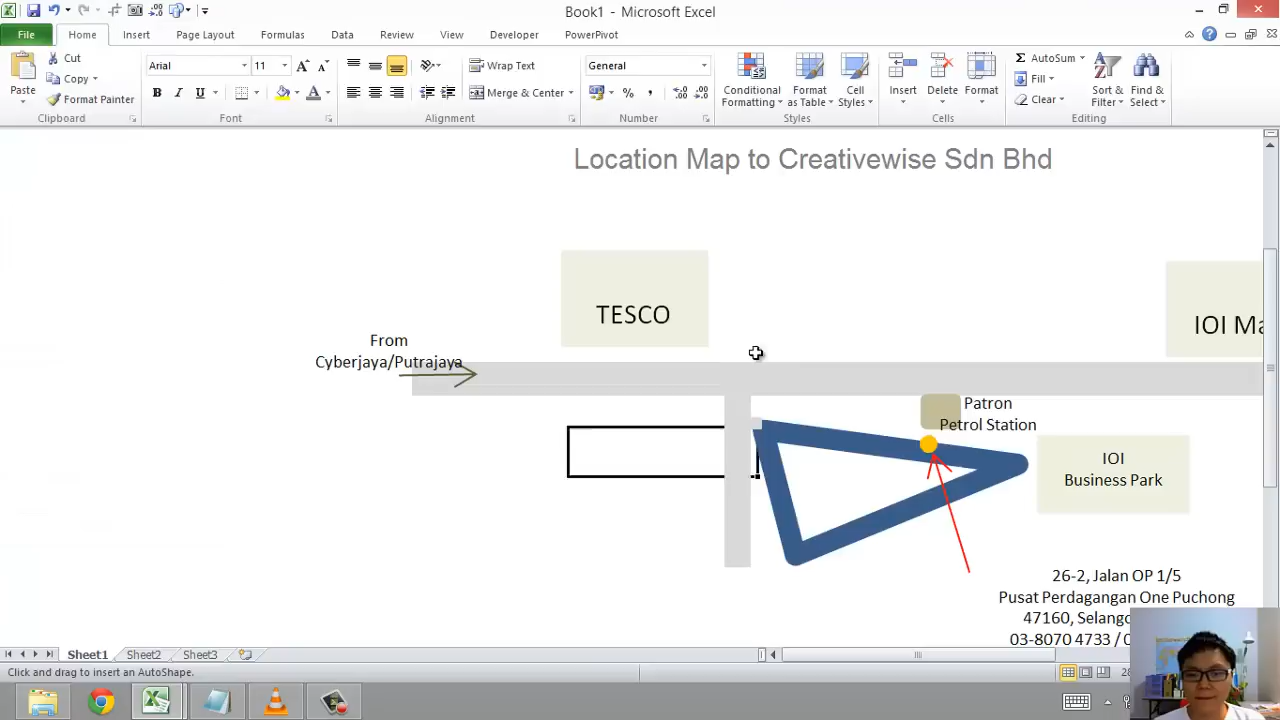 Book1 - Microsoft Excel
File Home Insert Page Layout Formulas Data Review View Developer PowerPivot
Paste
Cut
Copy
Format Painter
Clipboard
Arial 11
B I U
Font
Wrap Text
Merge & Center
Alignment
General
%
Number
Conditional Formatting
Format as Table
Cell Styles
Styles
Insert
Delete
Format
Cells
AutoSum
Fill
Clear
Sort & Filter
Find & Select
Editing
Location Map to Creativewise Sdn Bhd
TESCO
IOI Ma
From
Cyberjaya/Putrajaya
Patron
Petrol Station
IOI
Business Park
26-2, Jalan OP 1/5
Pusat Perdagangan One Puchong
47160, Selang
03-8070 4733 /
Sheet1 Sheet2 Sheet3
Click and drag to insert an AutoShape.